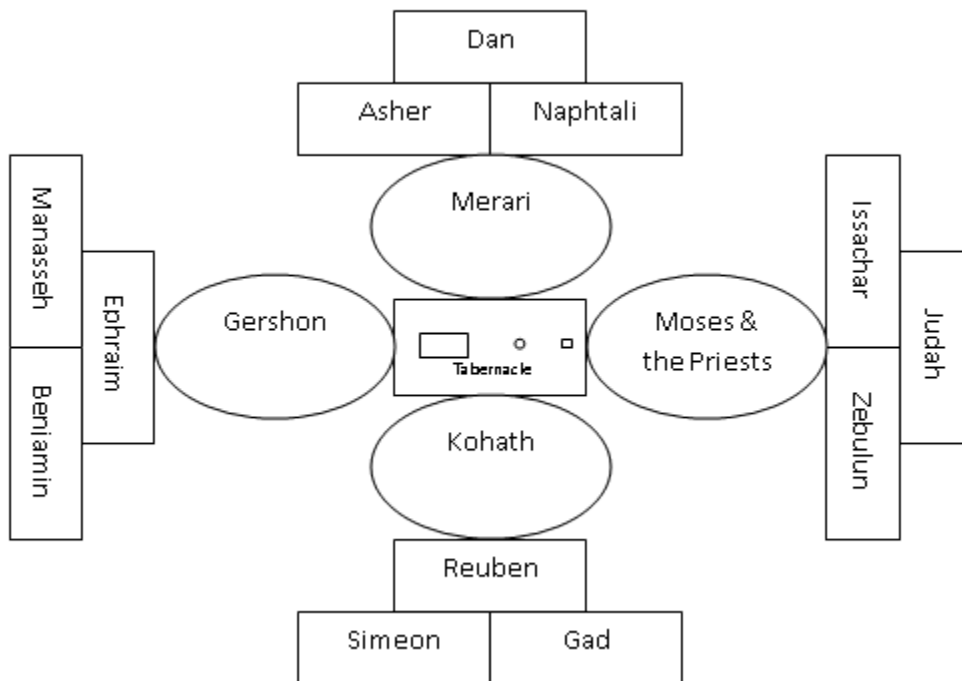 Dan
Asher
Naphtali
Merari
Manasseh
Ephraim
Benjamin
Gershon
Tabernacle
Moses &
the Priests
Issachar
Judah
Zebulun
Kohath
Reuben
Simeon
Gad